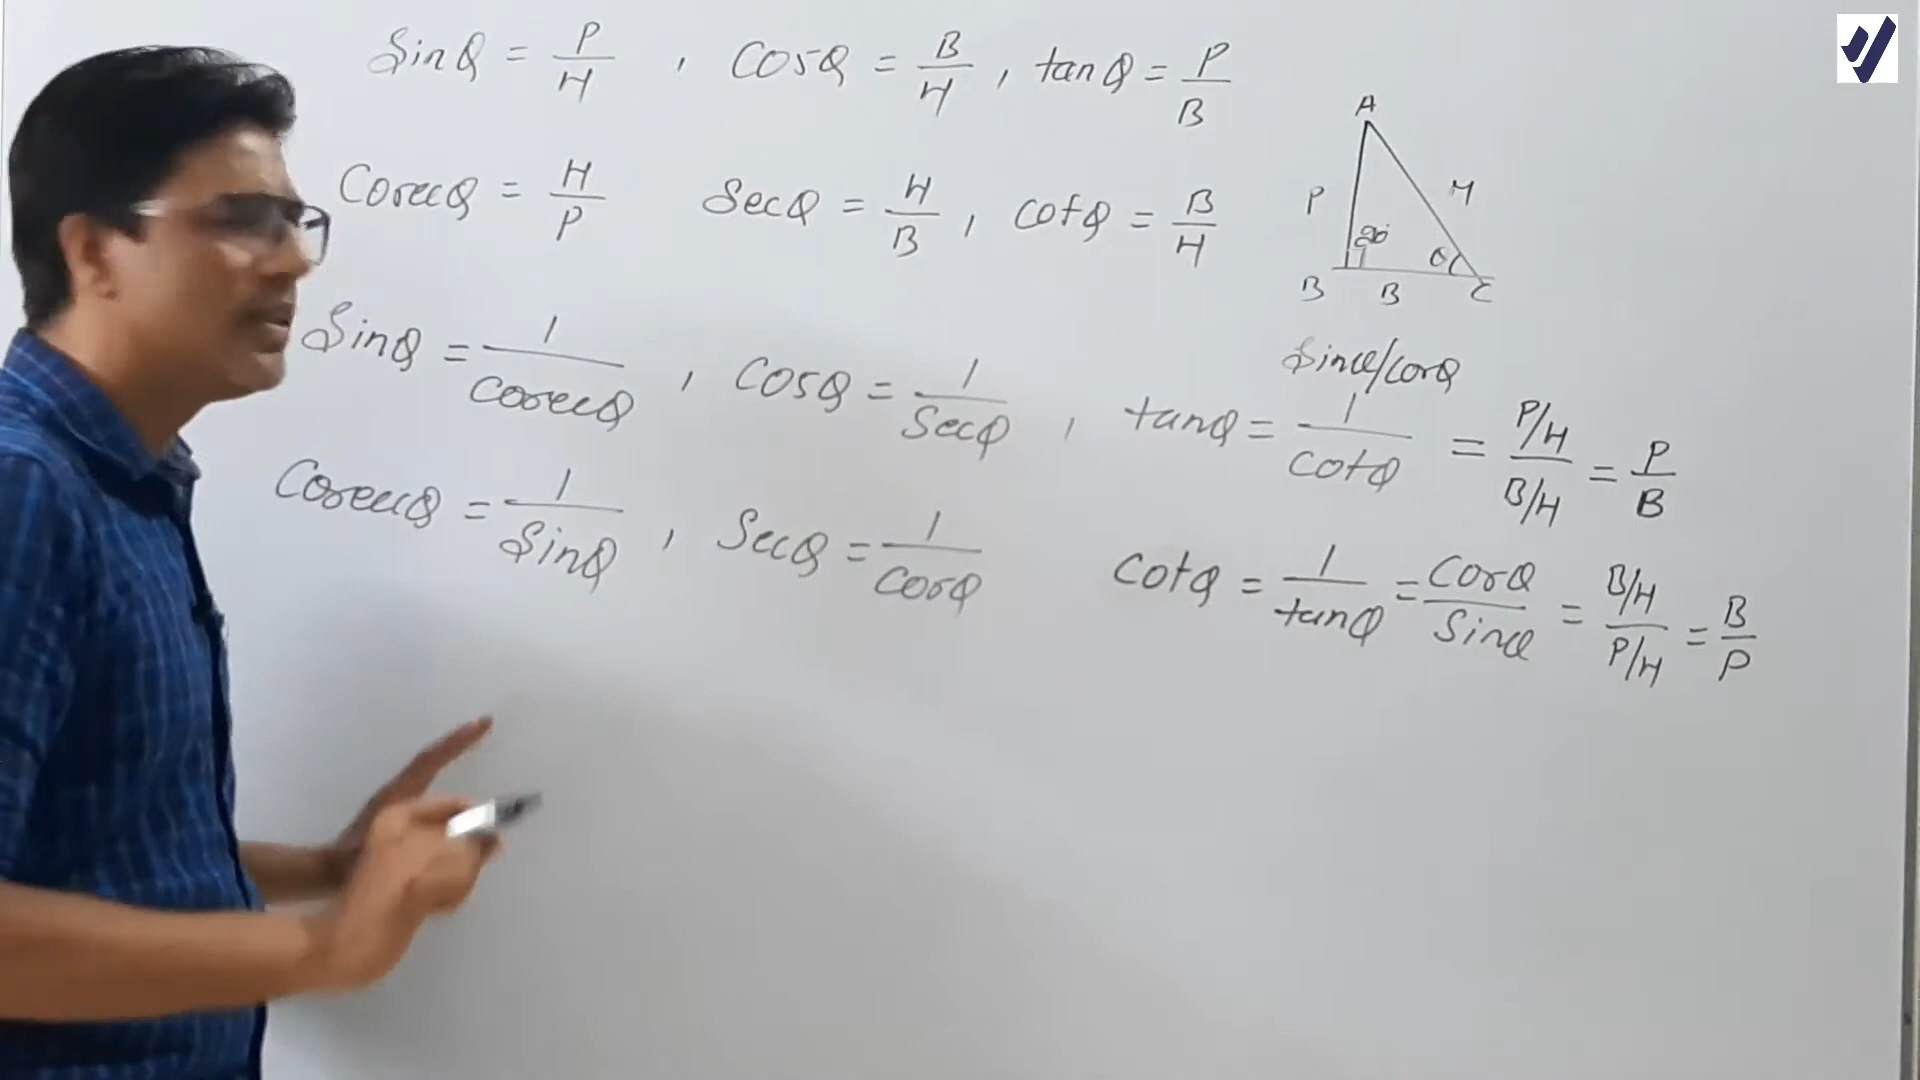 Sinθ = P/H , Cosθ = B/H , tanθ = P/B
Cosecθ = H/P Secθ = H/B , Cotθ = B/H
A
P H
90° θ
B B C
Sinθ = 1/Cosecθ , Cosθ = 1/Secθ , tanθ = 1/Cotθ = P/H / B/H = P/B
Sinθ/Cosθ
Cosecθ = 1/Sinθ , Secθ = 1/Cosθ Cotθ = 1/tanθ = Cosθ/Sinθ = B/H / P/H = B/P